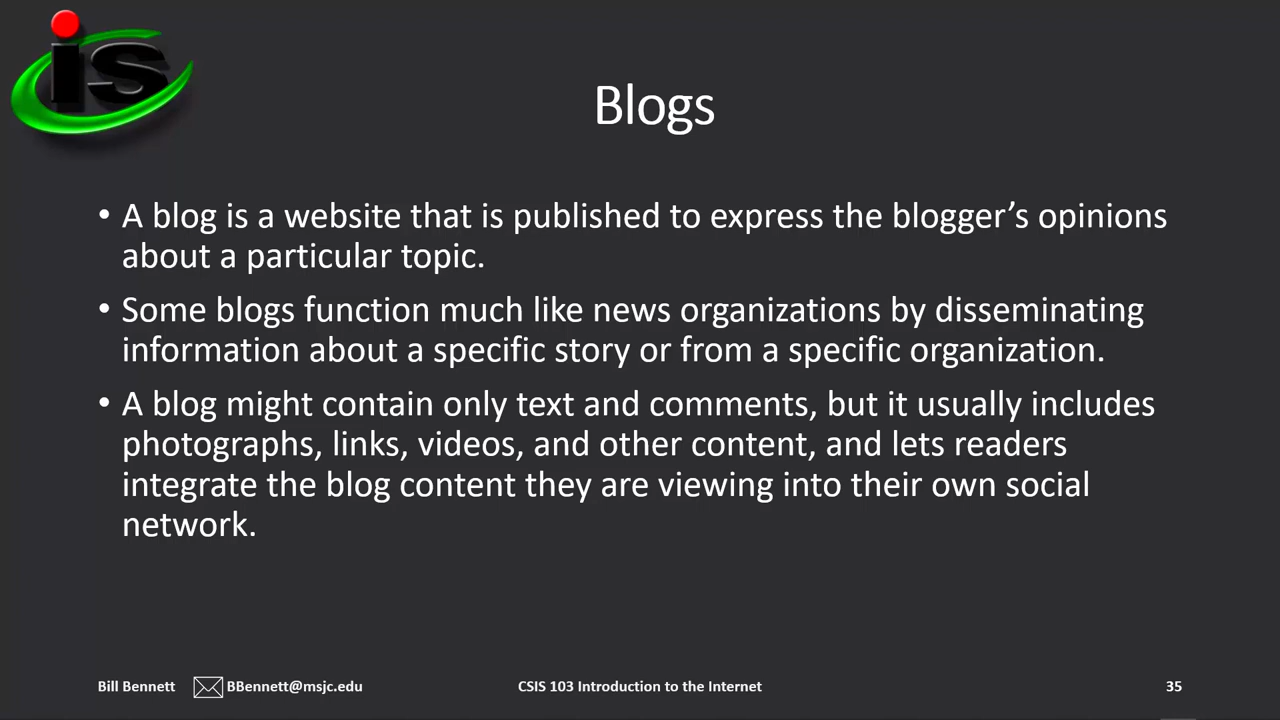 is
Blogs
• A blog is a website that is published to express the blogger’s opinions
about a particular topic.
• Some blogs function much like news organizations by disseminating
information about a specific story or from a specific organization.
• A blog might contain only text and comments, but it usually includes
photographs, links, videos, and other content, and lets readers
integrate the blog content they are viewing into their own social
network.
Bill Bennett BBennett@msjc.edu CSIS 103 Introduction to the Internet 35